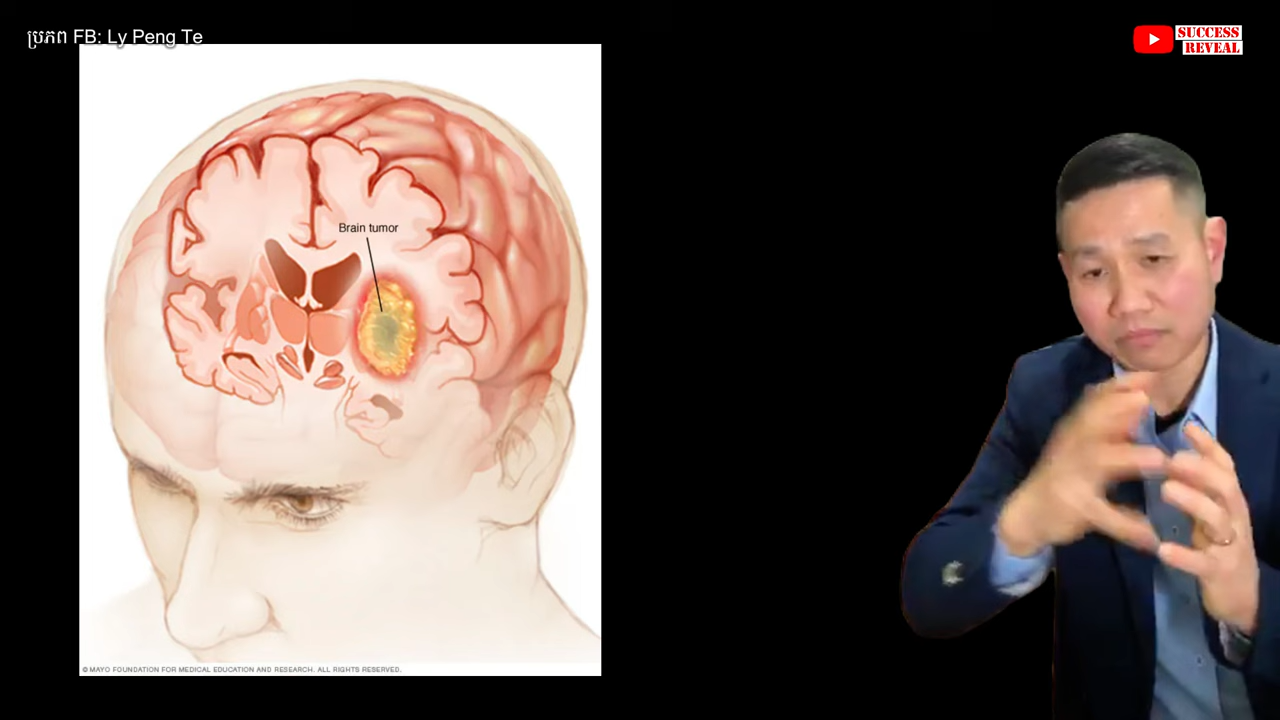 ប្រភព FB: Ly Peng Te
SUCCESS
REVEAL
Brain tumor
© MAYO FOUNDATION FOR MEDICAL EDUCATION AND RESEARCH. ALL RIGHTS RESERVED.